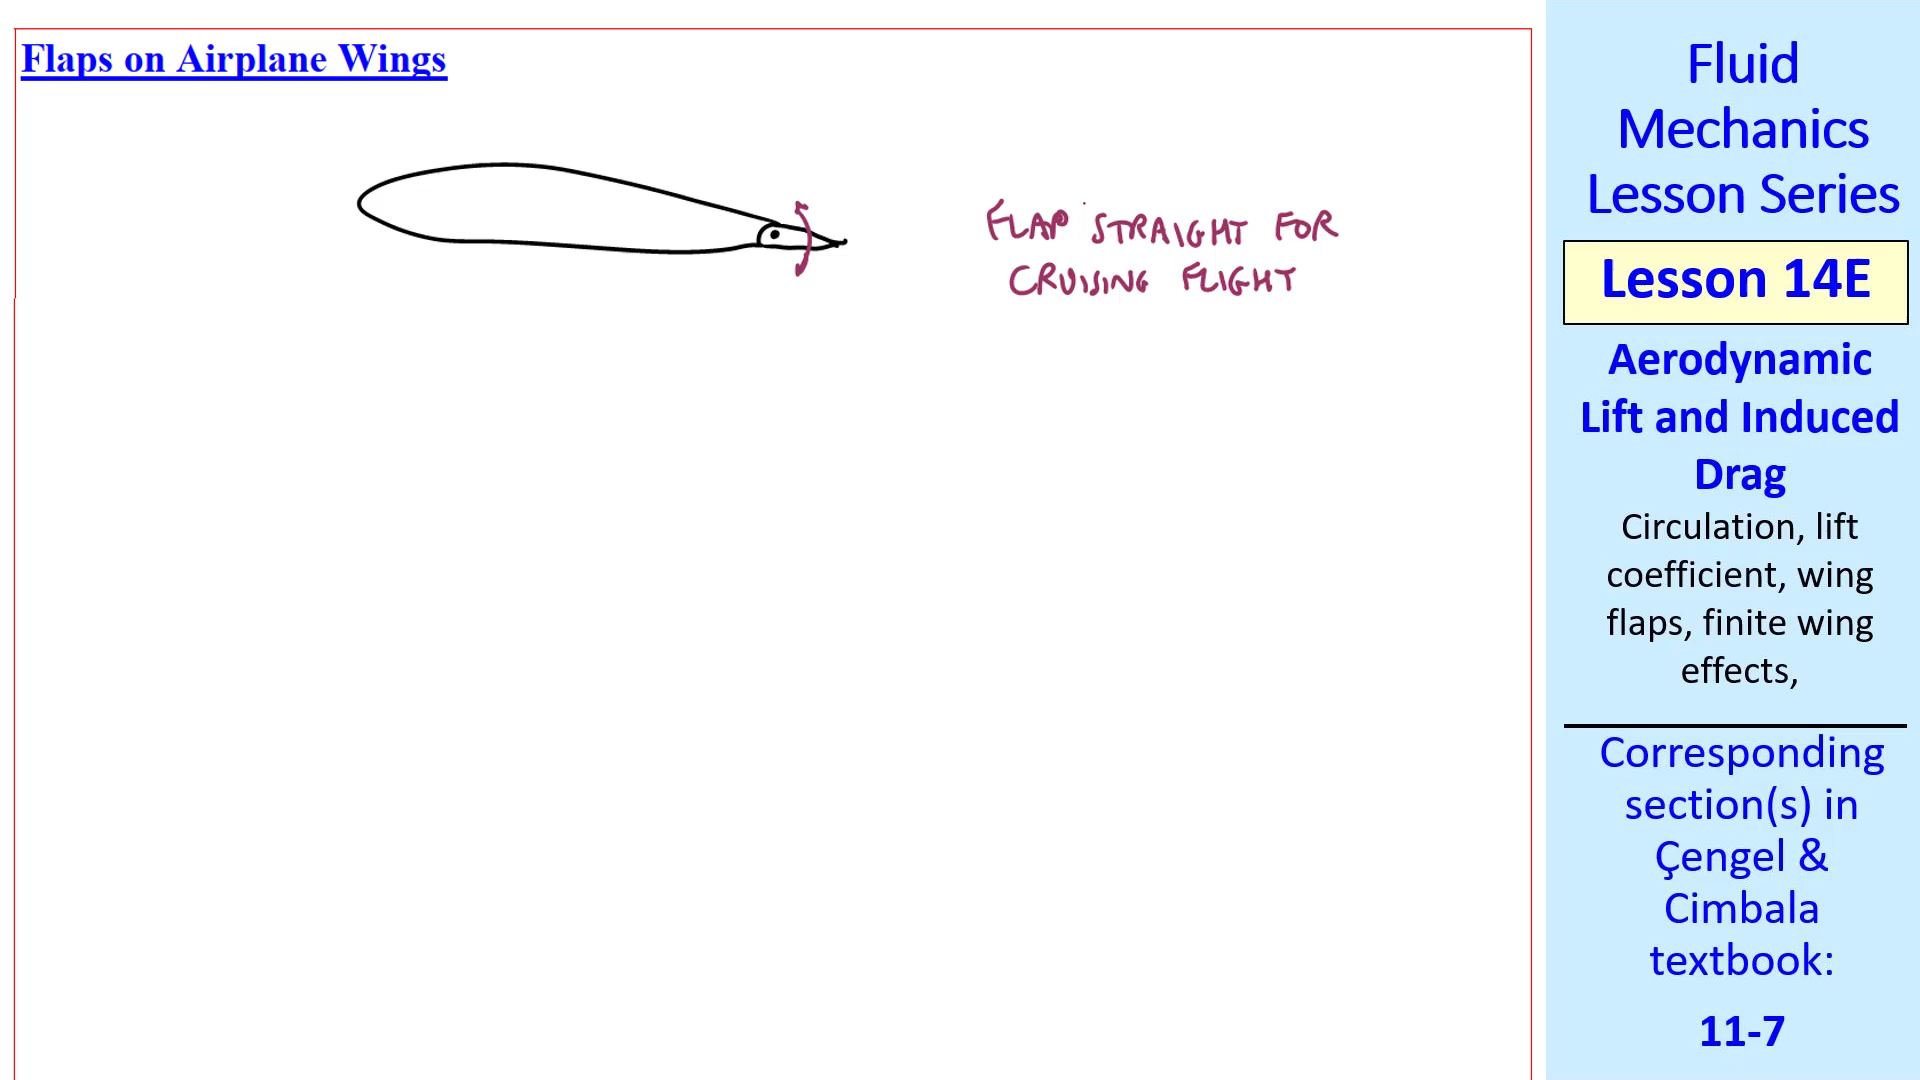 Flaps on Airplane Wings
FLAP STRAIGHT FOR
CRUISING FLIGHT
Fluid
Mechanics
Lesson Series
Lesson 14E
Aerodynamic
Lift and Induced
Drag
Circulation, lift
coefficient, wing
flaps, finite wing
effects,
Corresponding
section(s) in
Çengel &
Cimbala
textbook:
11-7